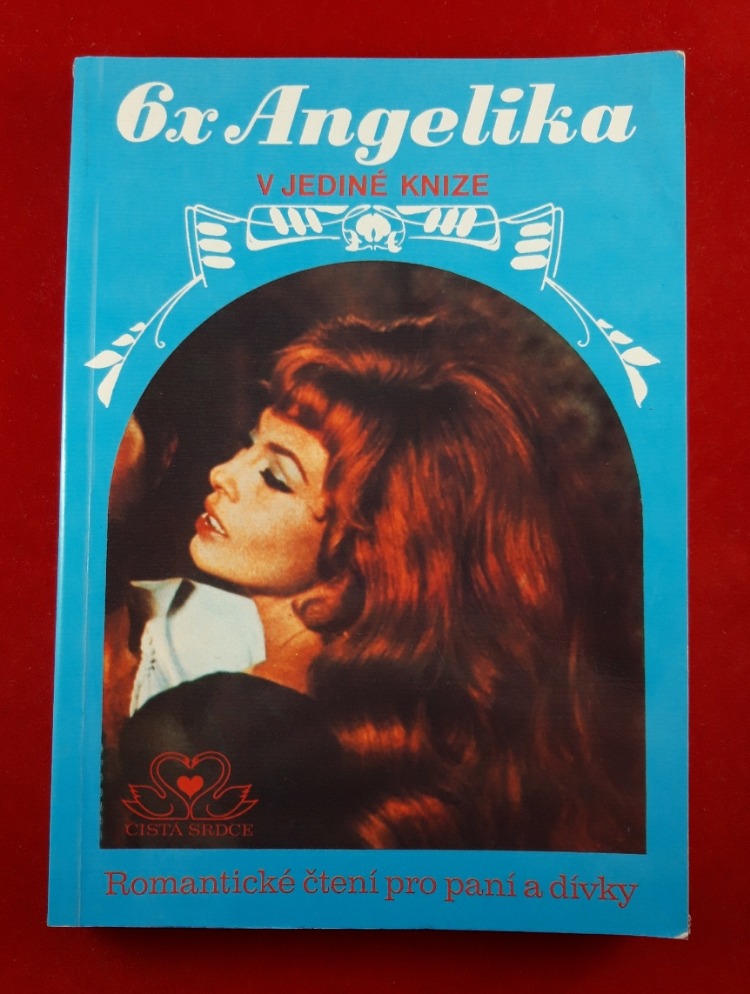 6x Angelika
V JEDINÉ KNIZE
ČISTÁ SRDCE
Romantické čtení pro paní a dívky